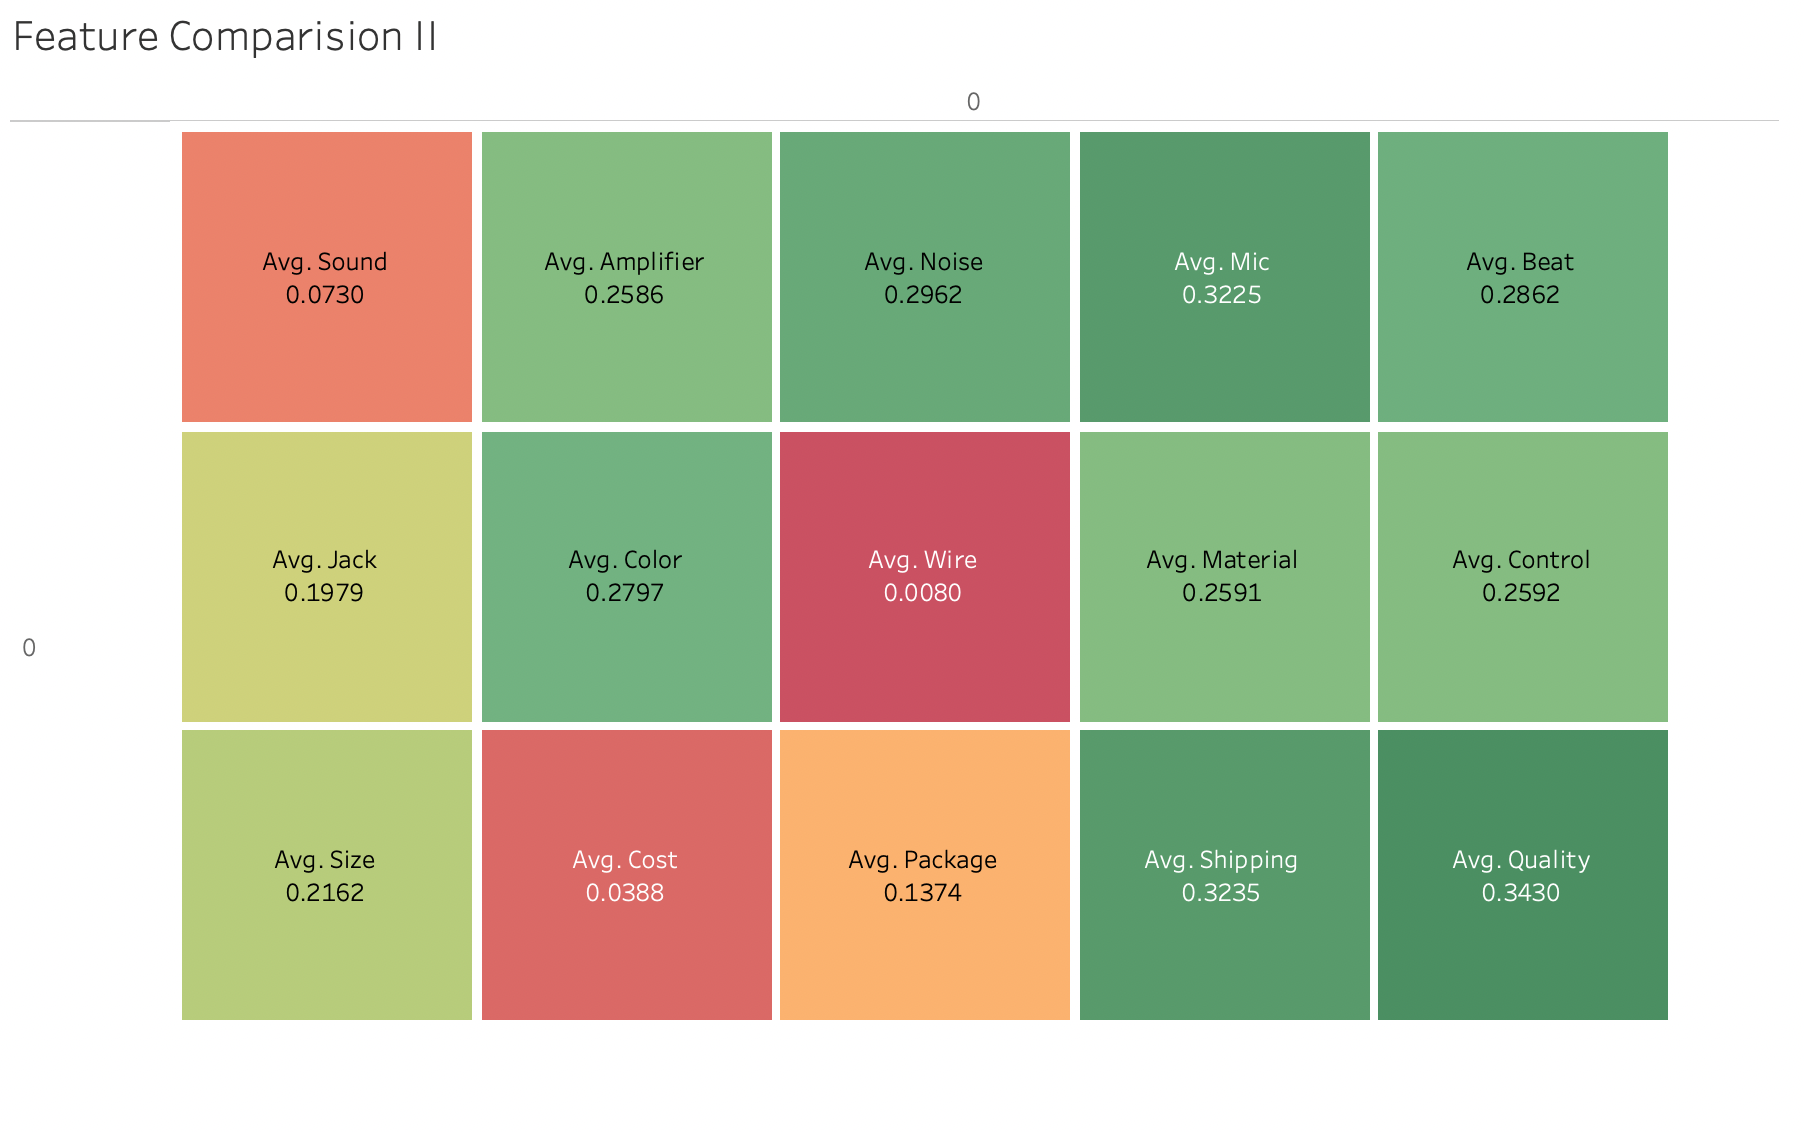 Feature Comparision II
0
Avg. Sound
0.0730
Avg. Amplifier
0.2586
Avg. Noise
0.2962
Avg. Mic
0.3225
Avg. Beat
0.2862
Avg. Jack
0.1979
Avg. Color
0.2797
Avg. Wire
0.0080
Avg. Material
0.2591
Avg. Control
0.2592
0
Avg. Size
0.2162
Avg. Cost
0.0388
Avg. Package
0.1374
Avg. Shipping
0.3235
Avg. Quality
0.3430